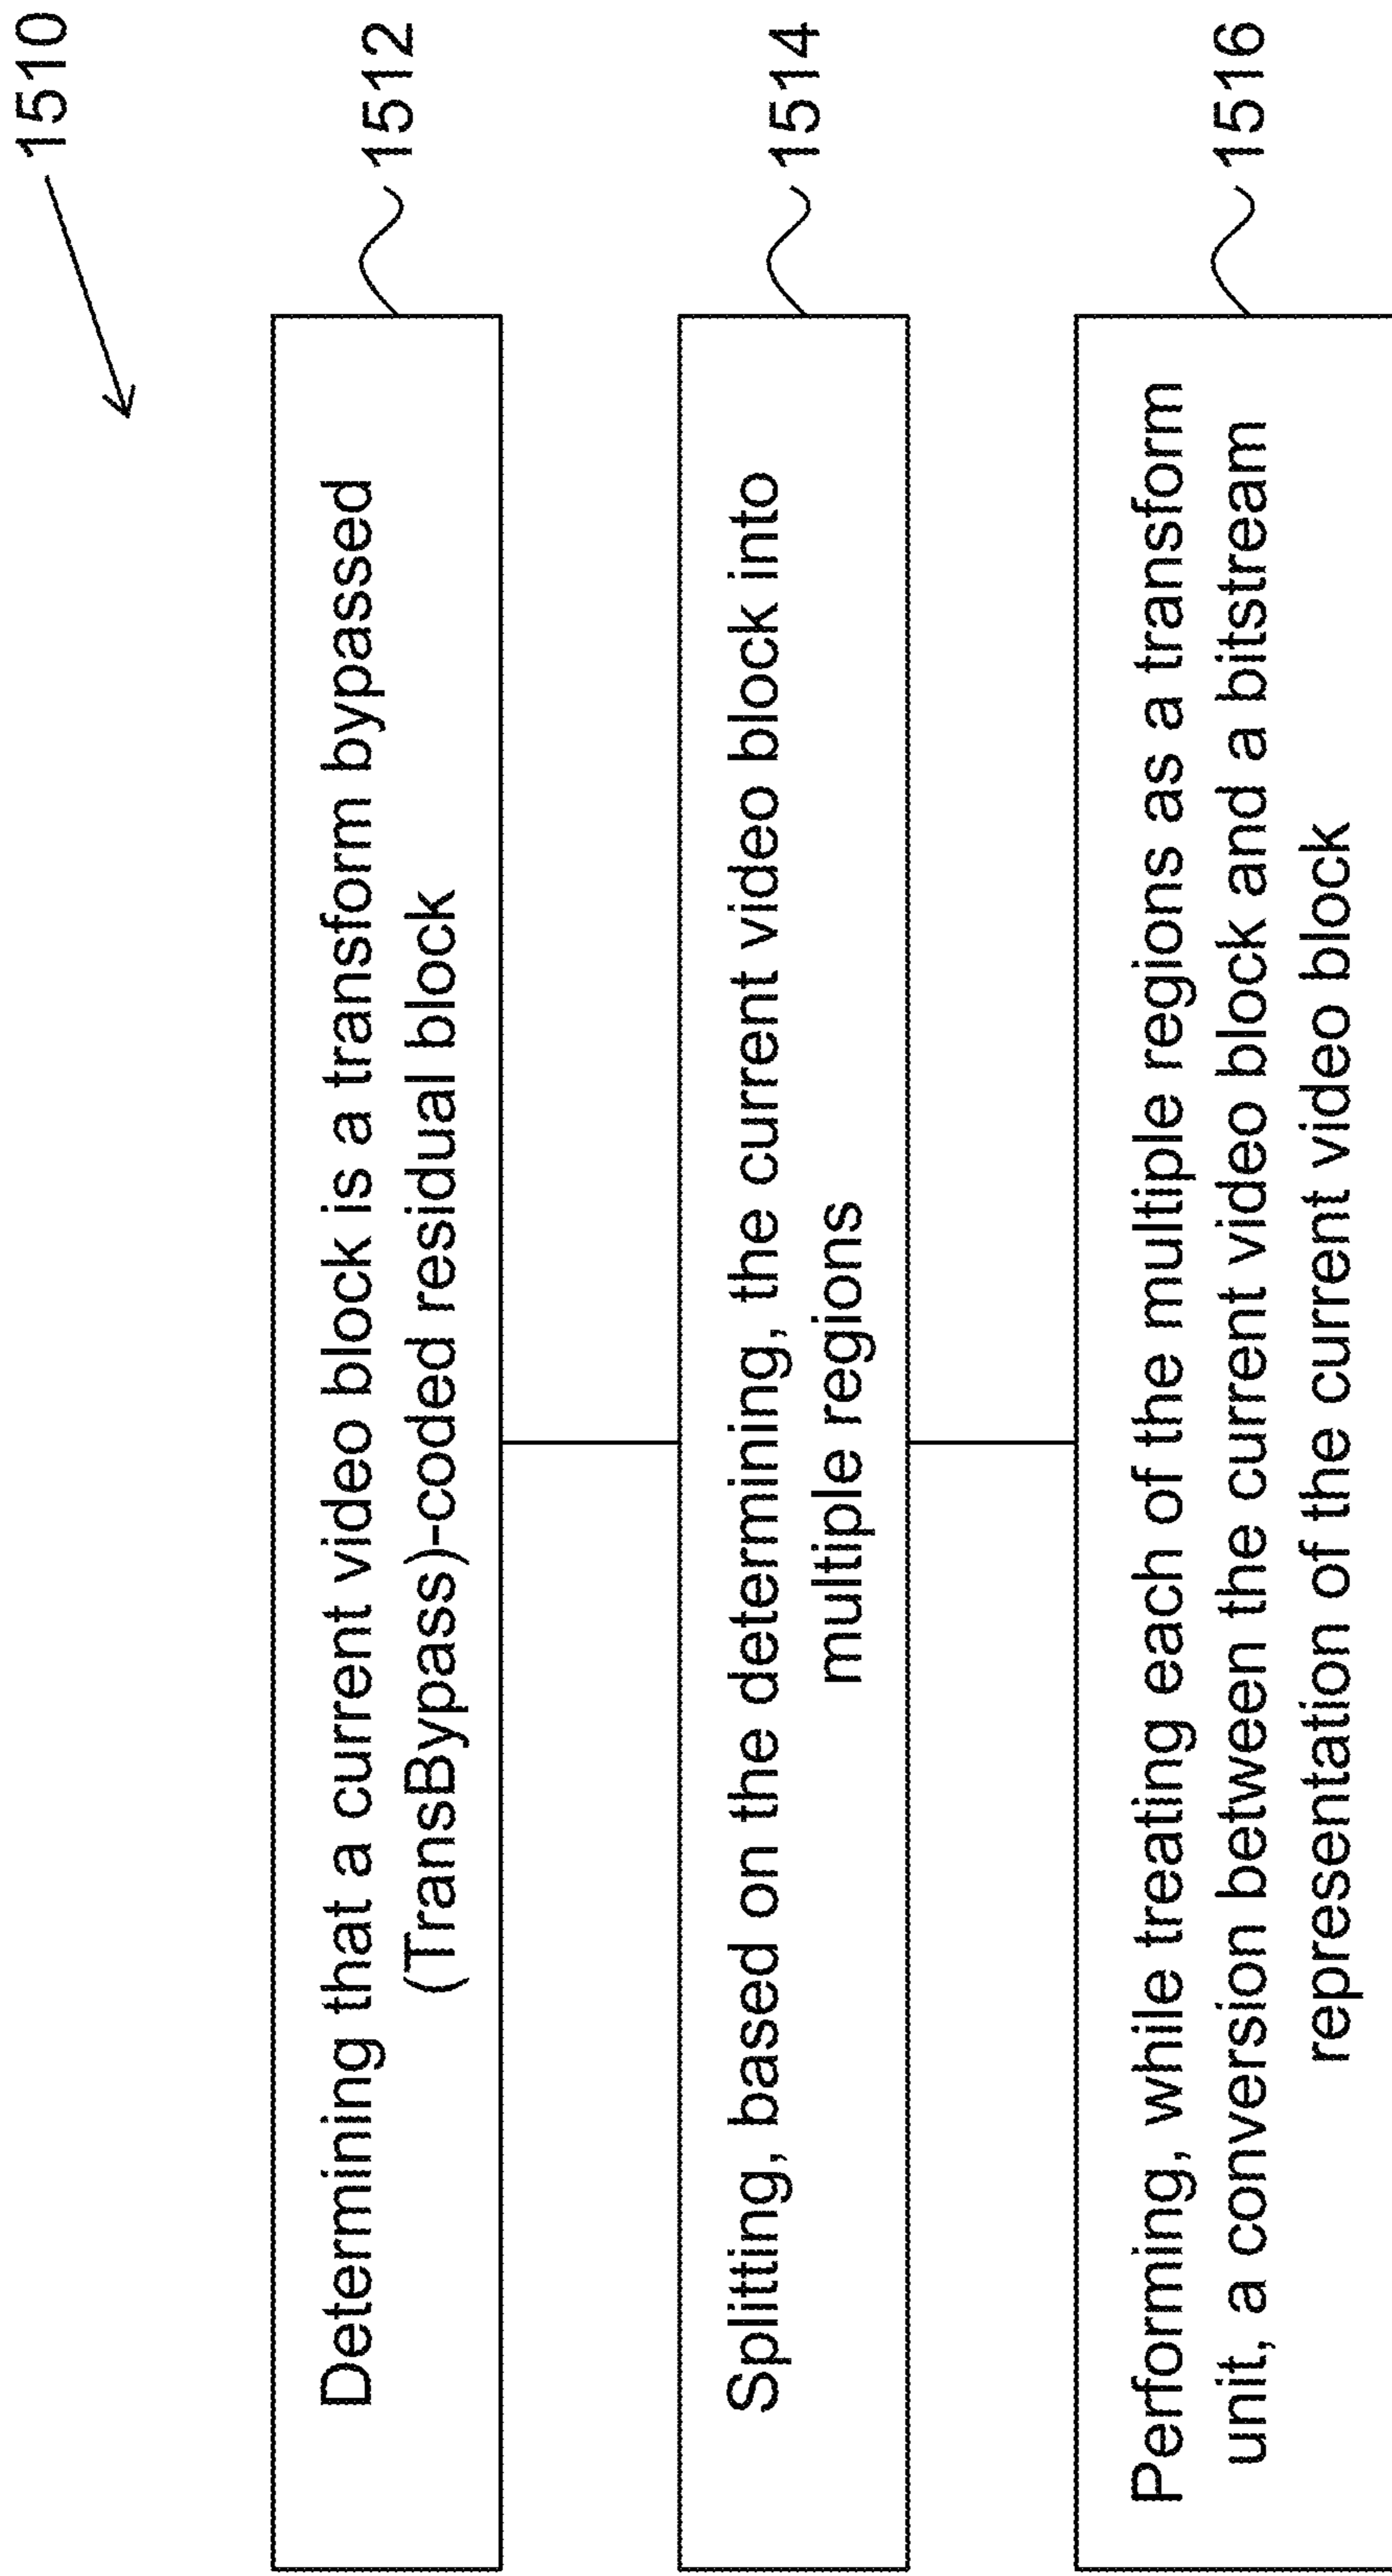 1510
Determining that a current video block is a transform bypassed
(TransBypass)-coded residual block
1512
Splitting, based on the determining, the current video block into
multiple regions
1514
Performing, while treating each of the multiple regions as a transform
unit, a conversion between the current video block and a bitstream
representation of the current video block
1516